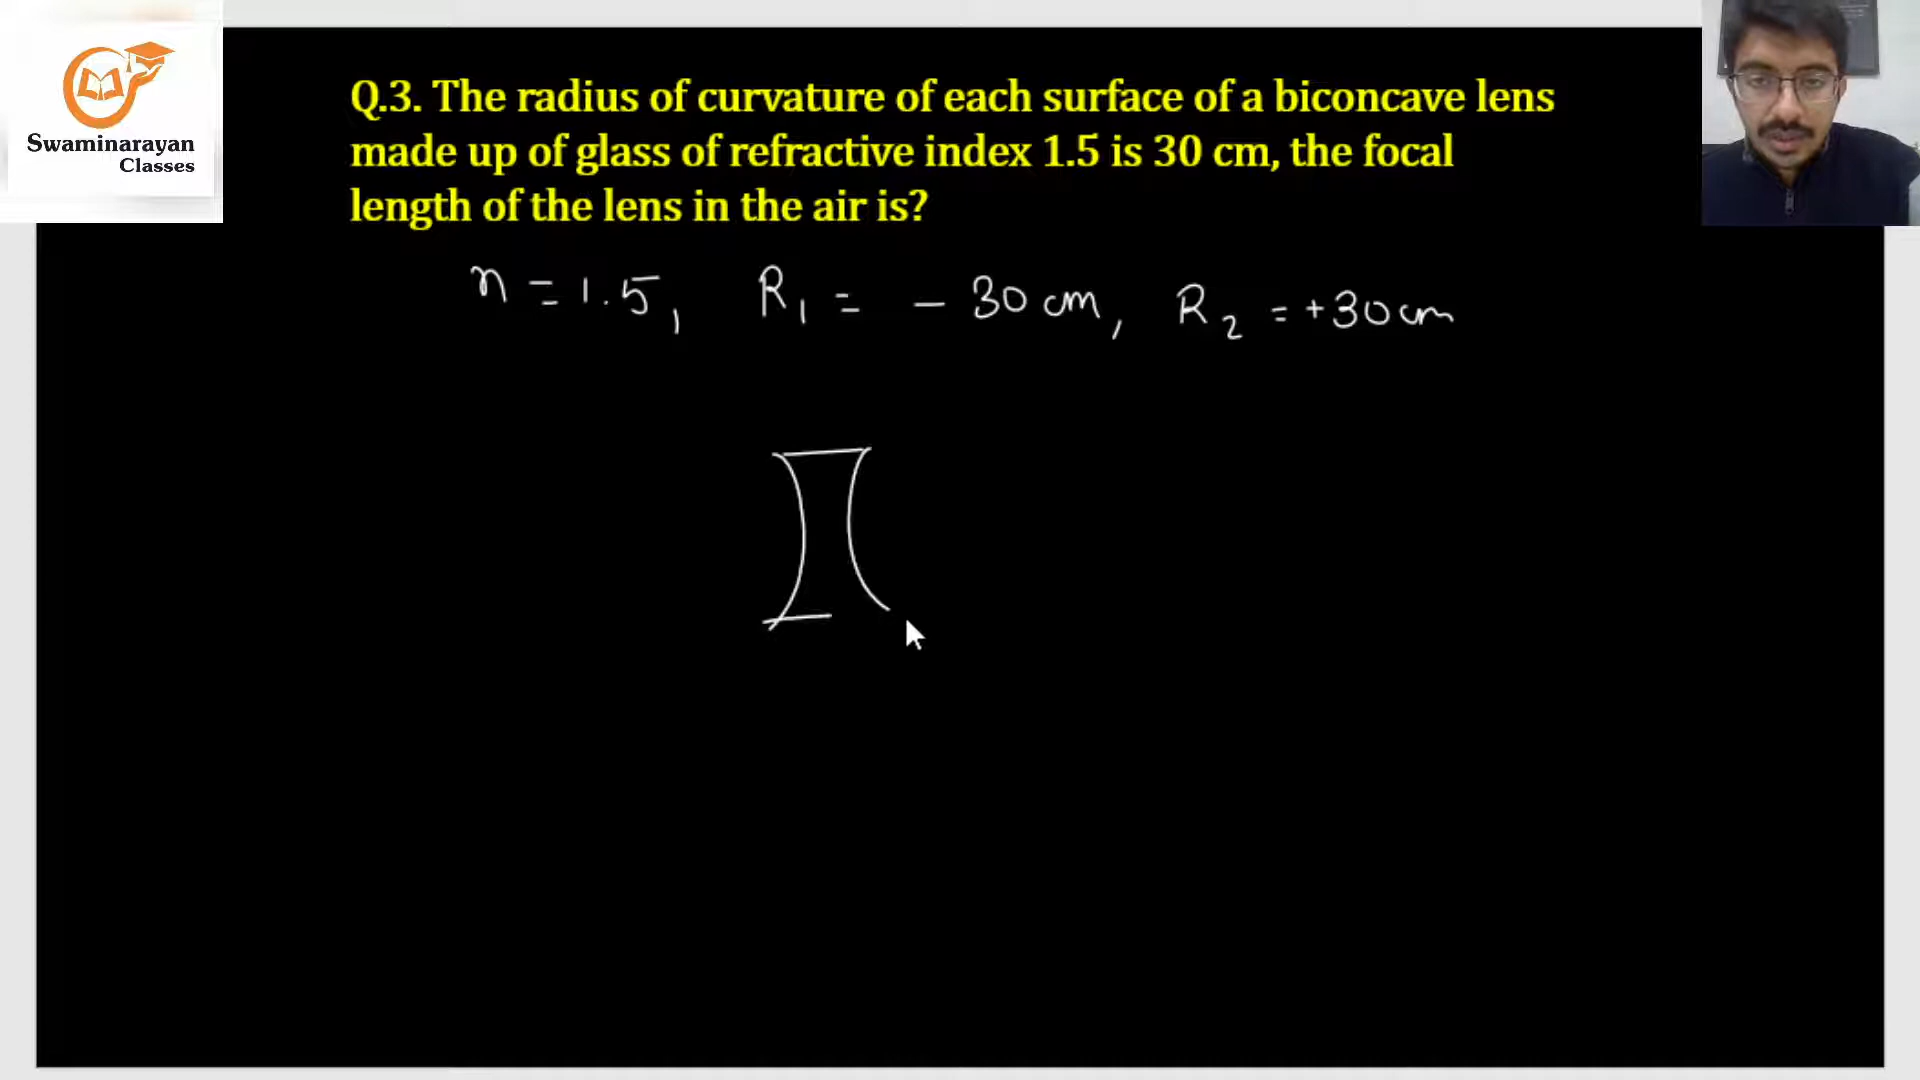 Swaminarayan
Classes
Q.3. The radius of curvature of each surface of a biconcave lens
made up of glass of refractive index 1.5 is 30 cm, the focal
length of the lens in the air is?
n = 1.5, R₁ = - 30 cm, R₂ = +30 cm